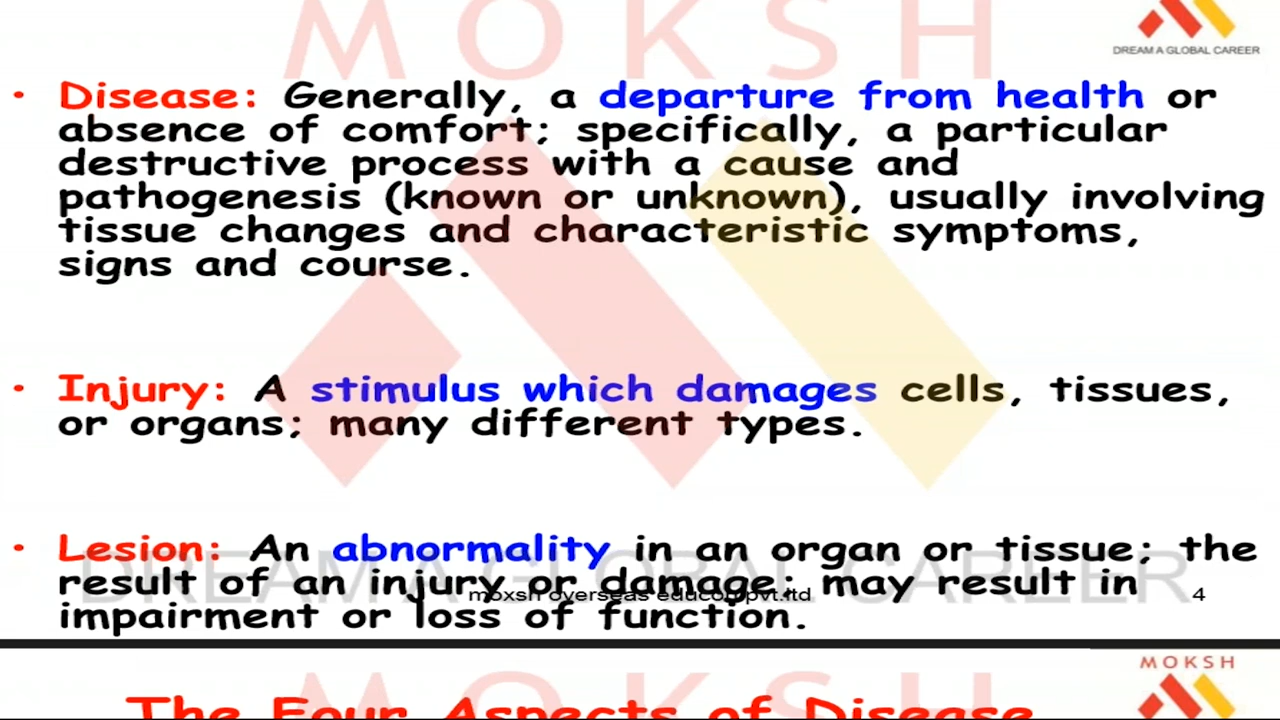 MOKSH
DREAM A GLOBAL CAREER
• Disease: Generally, a departure from health or
absence of comfort; specifically, a particular
destructive process with a cause and
pathogenesis (known or unknown), usually involving
tissue changes and characteristic symptoms,
signs and course.
• Injury: A stimulus which damages cells, tissues,
or organs; many different types.
• Lesion: An abnormality in an organ or tissue; the
DREAM A GLOBAL CAREER
result of an injury or damage; may result in
moxsh overseas educon pvt.ltd 4
impairment or loss of function.
MOKSH
MOKSH
The Four Aspects of Disease